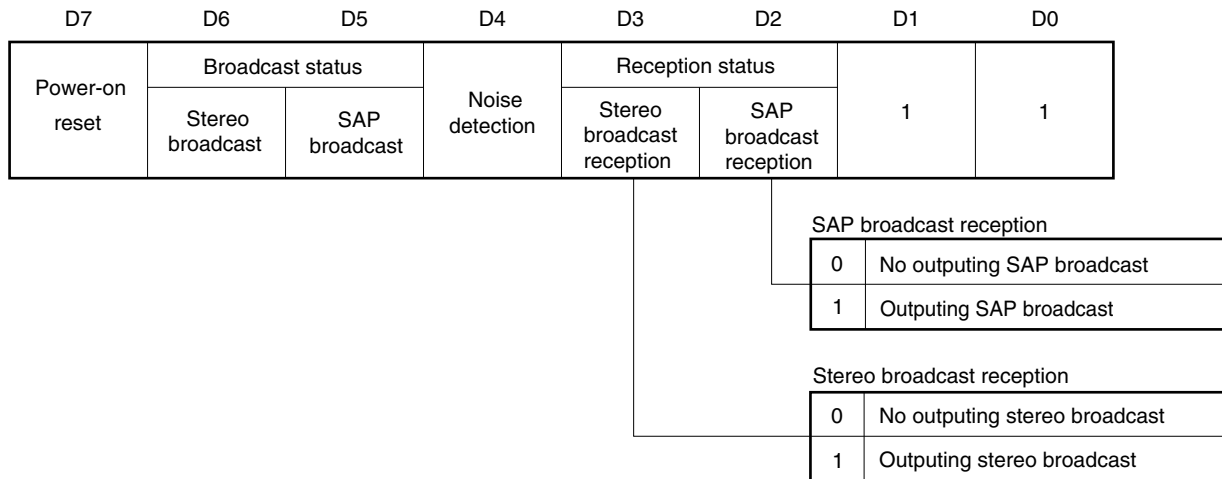 D7 D6 D5 D4 D3 D2 D1 D0
Power-on
reset
Broadcast status
Stereo
broadcast
SAP
broadcast
Noise
detection
Reception status
Stereo
broadcast
reception
SAP
broadcast
reception
1
1
SAP broadcast reception
0 No outputing SAP broadcast
1 Outputing SAP broadcast
Stereo broadcast reception
0 No outputing stereo broadcast
1 Outputing stereo broadcast